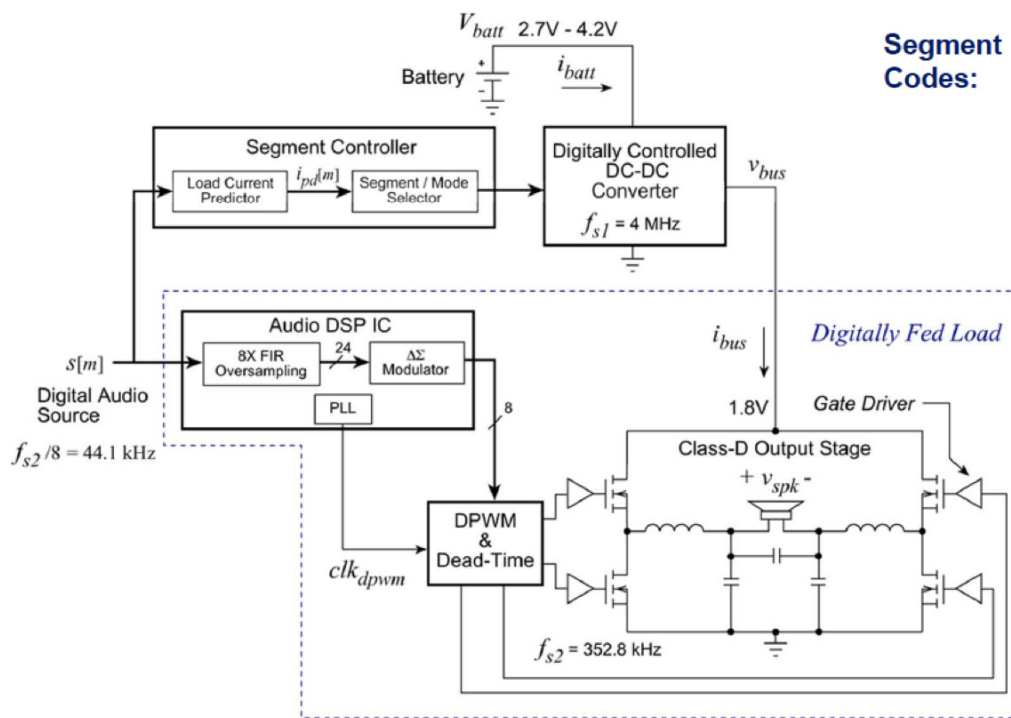 V_batt 2.7V - 4.2V
Segment
Codes:
Battery
+
-
i_batt
Segment Controller
Load Current
Predictor
i_pd[m]
Segment / Mode
Selector
Digitally Controlled
DC-DC
Converter
f_s1 = 4 MHz
v_bus
Audio DSP IC
8X FIR
Oversampling
24
ΔΣ
Modulator
PLL
8
s[m]
Digital Audio
Source
f_s2/8 = 44.1 kHz
i_bus
Digitally Fed Load
1.8V
Gate Driver
Class-D Output Stage
+ v_spk -
DPWM
&
Dead-Time
clk_dpwm
f_s2 = 352.8 kHz